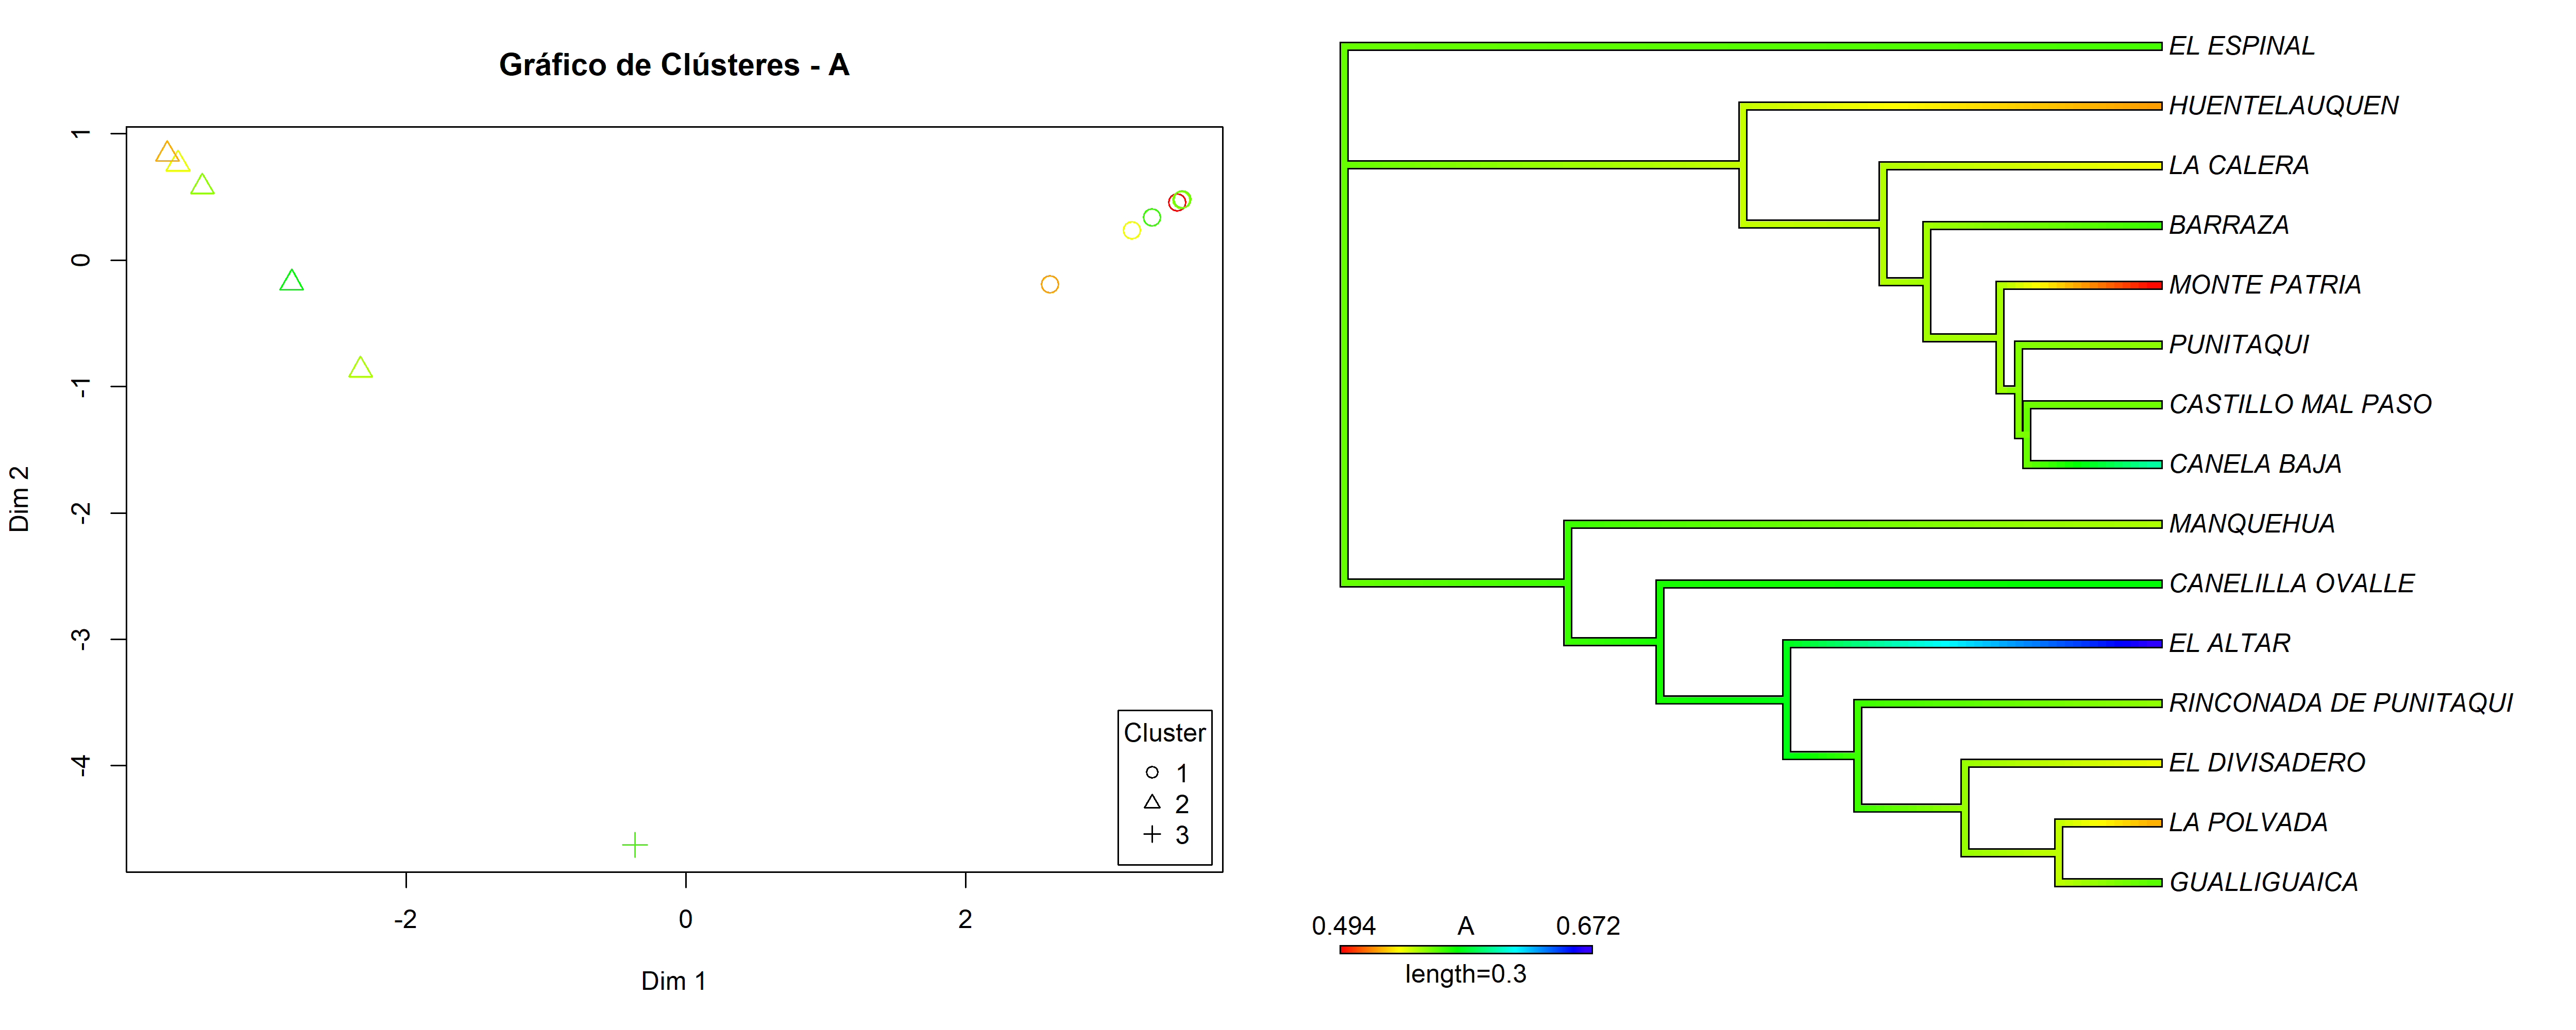 Gráfico de Clústeres - A
1
0
-1
-2
-3
-4
Dim 2
-2
0
2
Dim 1
Cluster
1
2
3
EL ESPINAL
HUENTELAUQUEN
LA CALERA
BARRAZA
MONTE PATRIA
PUNITAQUI
CASTILLO MAL PASO
CANELA BAJA
MANQUEHUA
CANELILLA OVALLE
EL ALTAR
RINCONADA DE PUNITAQUI
EL DIVISADERO
LA POLVADA
GUALLIGUAICA
0.494 A 0.672
length=0.3